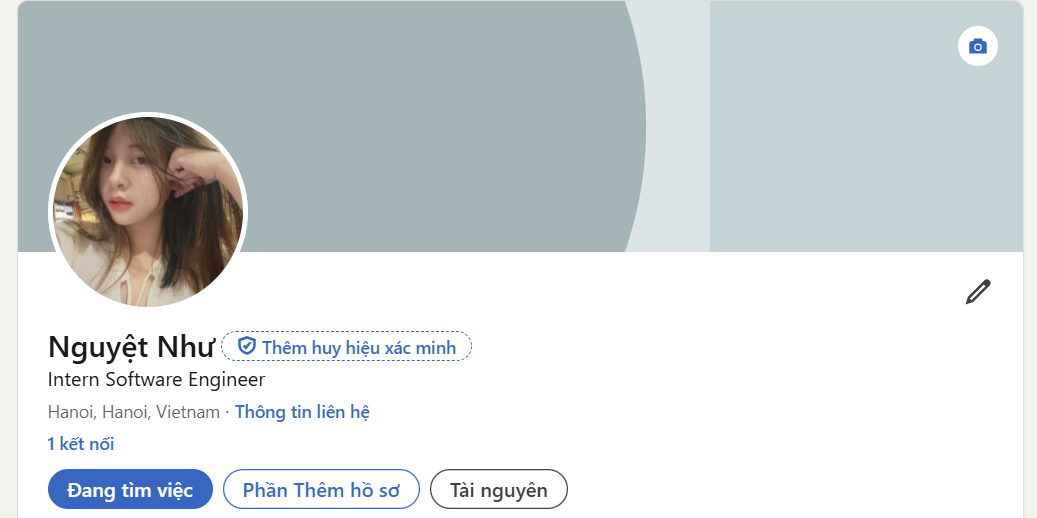 Nguyệt Như Thêm huy hiệu xác minh
Intern Software Engineer
Hanoi, Hanoi, Vietnam · Thông tin liên hệ
1 kết nối
Đang tìm việc Phần Thêm hồ sơ Tài nguyên